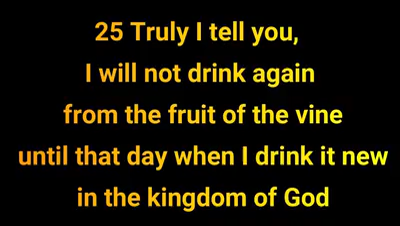 25 Truly I tell you,
I will not drink again
from the fruit of the vine
until that day when I drink it new
in the kingdom of God